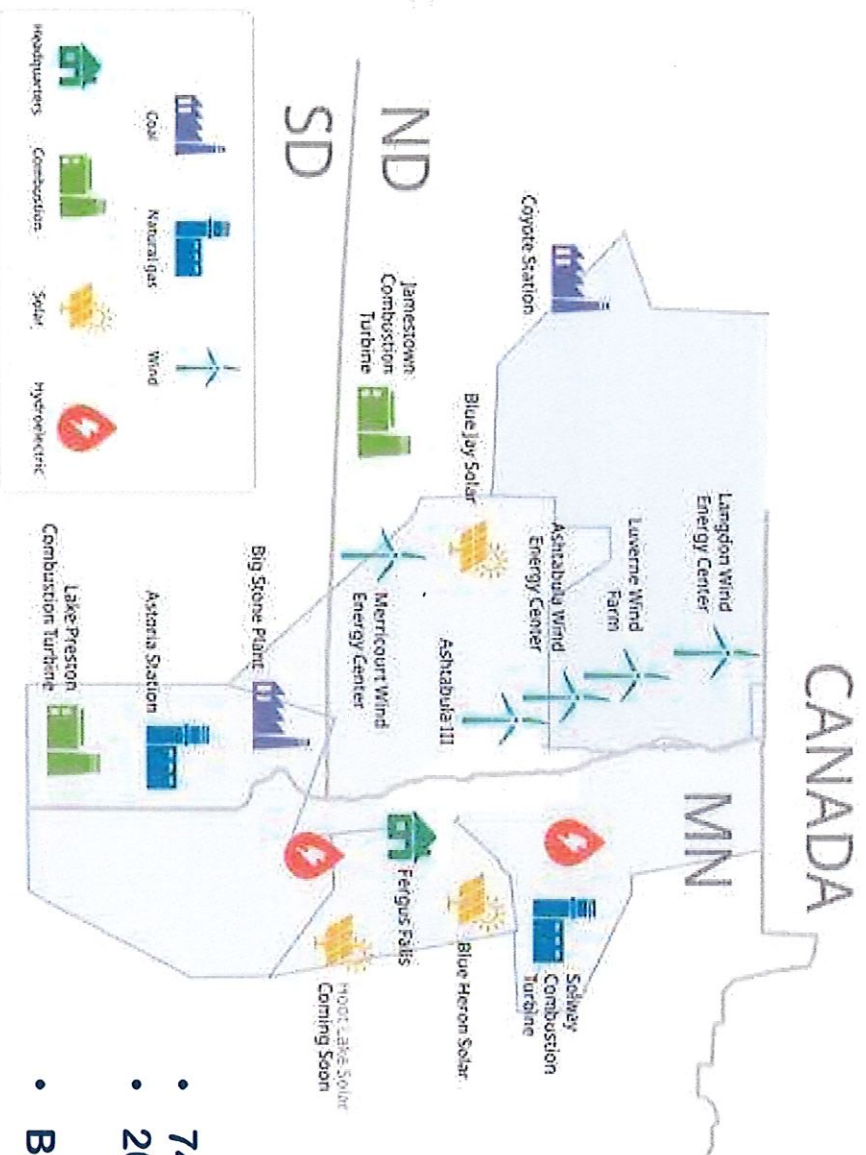 CANADA
Langdon Wind
Energy Center
MN
Luverne Wind
Farm
Ashtabula Wind
Energy Center
Solway
Combustion
Turbine
Coyote Station
Blue Jay Solar
Blue Heron Solar
Ashtabula III
ND
Jamestown
Combustion
Turbine
Fergus Falls
Merricourt Wind
Energy Center
Hoot Lake Solar
Coming Soon
SD
Big Stone Plant
Astoria Station
Lake Preston
Combustion Turbine
Coal
Natural gas
Wind
Headquarters
Combustion
Solar
Hydroelectric
• B